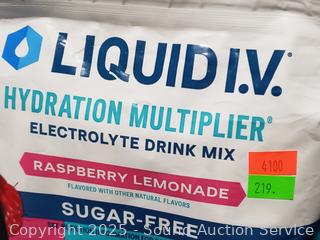 LIQUID I.V.®
HYDRATION MULTIPLIER®
ELECTROLYTE DRINK MIX
RASPBERRY LEMONADE
FLAVORED WITH OTHER NATURAL FLAVORS
4100
219.
SUGAR-FREE
Copyright 2025 - Sound Auction Service